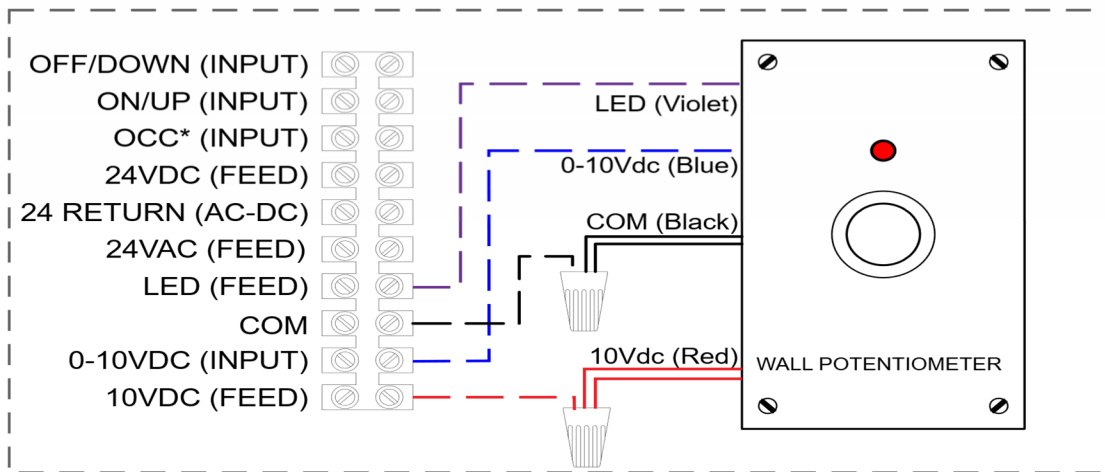 OFF/DOWN (INPUT)
ON/UP (INPUT)
OCC* (INPUT)
24VDC (FEED)
24 RETURN (AC-DC)
24VAC (FEED)
LED (FEED)
COM
0-10VDC (INPUT)
10VDC (FEED)
LED (Violet)
0-10Vdc (Blue)
COM (Black)
10Vdc (Red)
WALL POTENTIOMETER